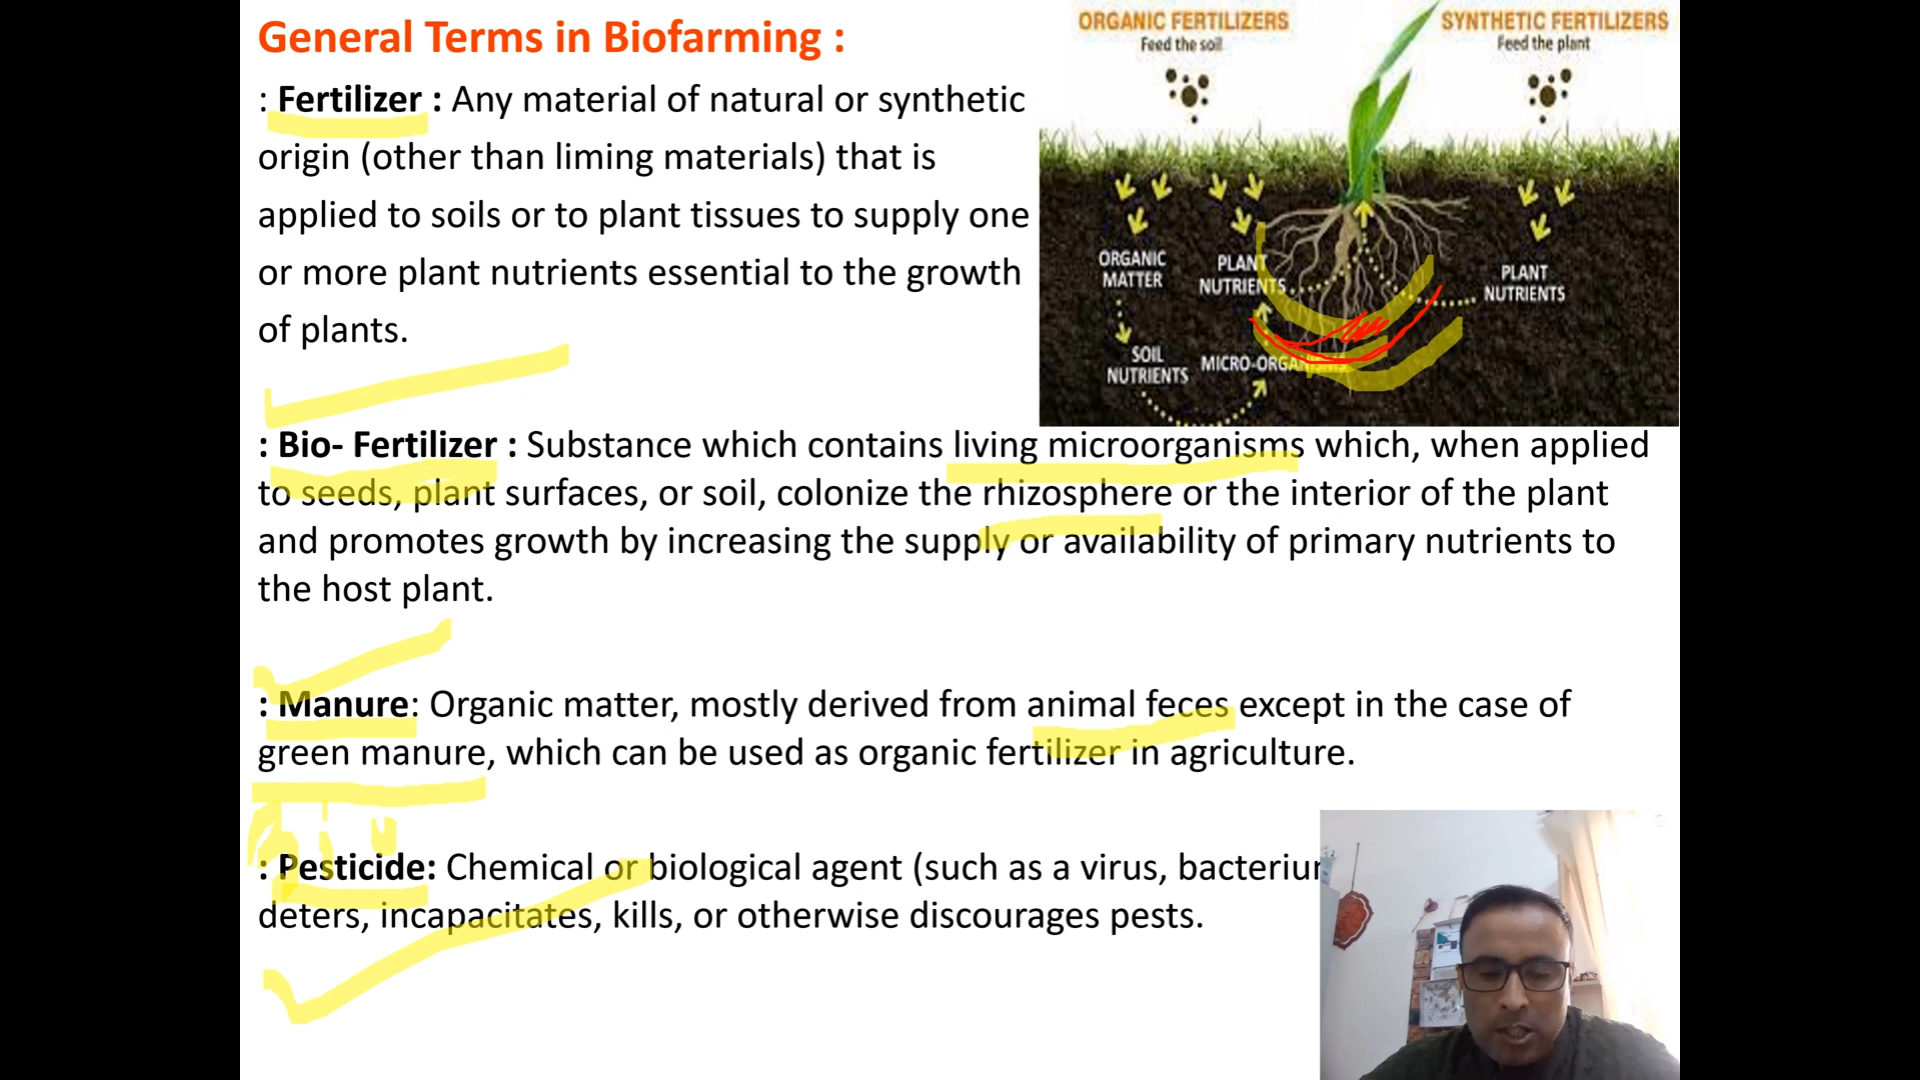 General Terms in Biofarming :
: Fertilizer : Any material of natural or synthetic
origin (other than liming materials) that is
applied to soils or to plant tissues to supply one
or more plant nutrients essential to the growth
of plants.
ORGANIC FERTILIZERS
Feed the soil
SYNTHETIC FERTILIZERS
Feed the plant
ORGANIC
MATTER
PLANT
NUTRIENTS
PLANT
NUTRIENTS
SOIL
NUTRIENTS
MICRO-ORGANISMS
: Bio- Fertilizer : Substance which contains living microorganisms which, when applied
to seeds, plant surfaces, or soil, colonize the rhizosphere or the interior of the plant
and promotes growth by increasing the supply or availability of primary nutrients to
the host plant.
: Manure: Organic matter, mostly derived from animal feces except in the case of
green manure, which can be used as organic fertilizer in agriculture.
: Pesticide: Chemical or biological agent (such as a virus, bacterium
deters, incapacitates, kills, or otherwise discourages pests.